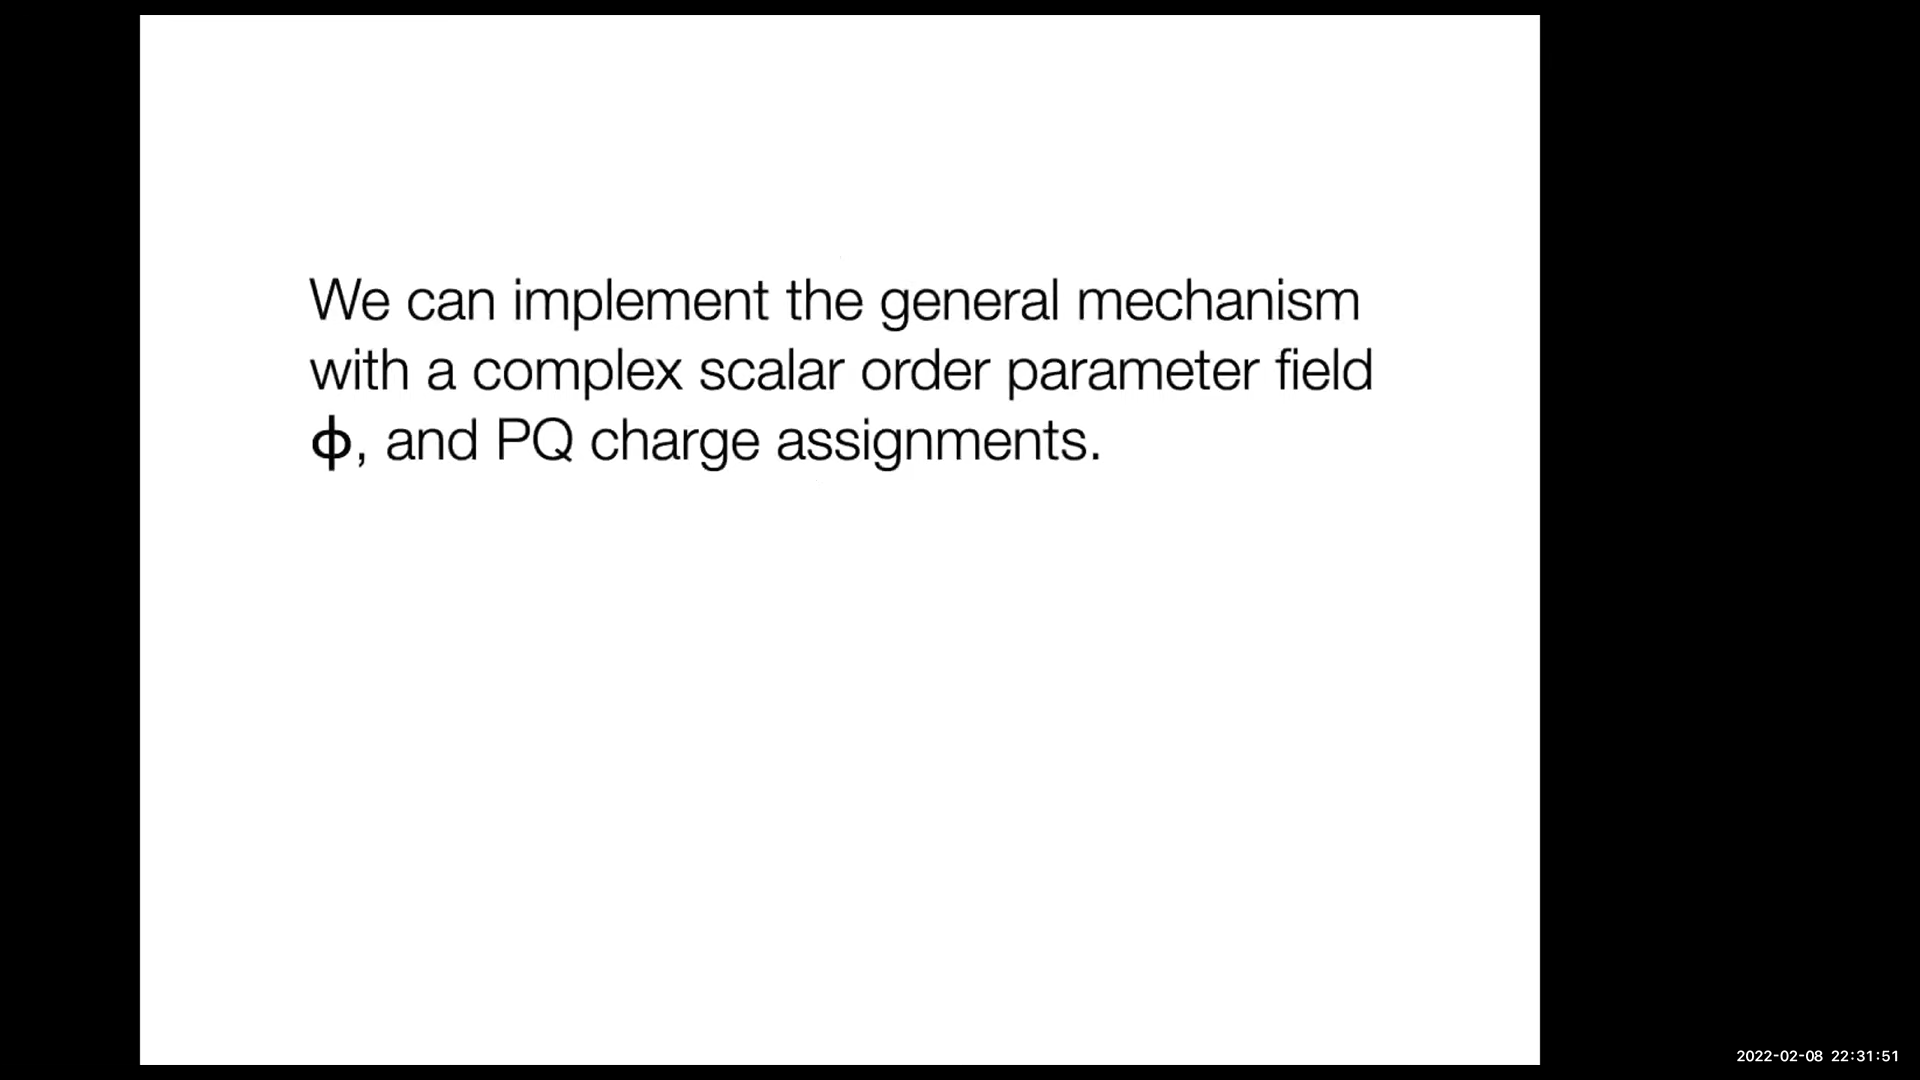 We can implement the general mechanism
with a complex scalar order parameter field
ϕ, and PQ charge assignments.
2022-02-08 22:31:51